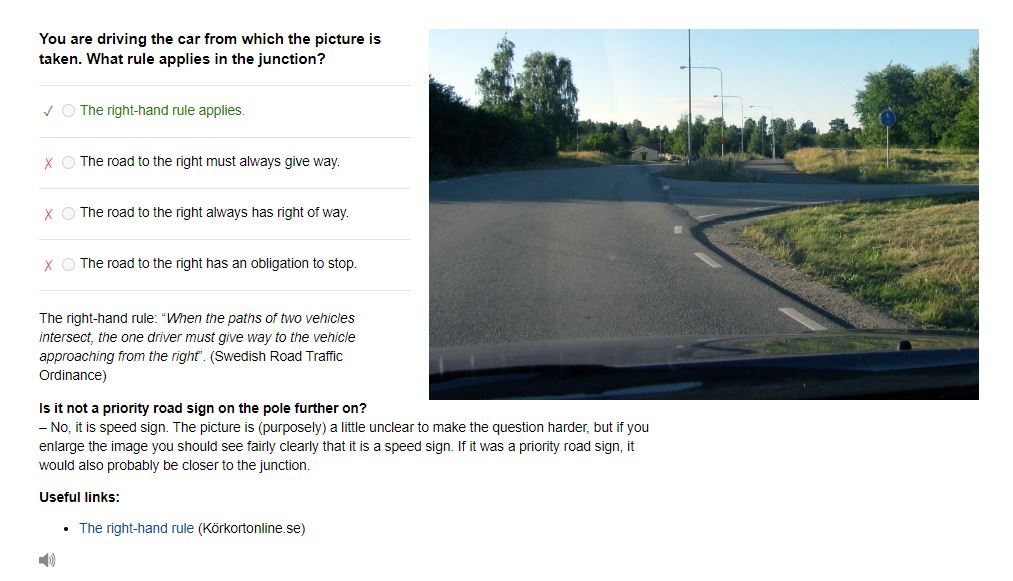 You are driving the car from which the picture is
taken. What rule applies in the junction?
✓ The right-hand rule applies.
X The road to the right must always give way.
X The road to the right always has right of way.
X The road to the right has an obligation to stop.
The right-hand rule: “When the paths of two vehicles
intersect, the one driver must give way to the vehicle
approaching from the right”. (Swedish Road Traffic
Ordinance)
Is it not a priority road sign on the pole further on?
– No, it is speed sign. The picture is (purposely) a little unclear to make the question harder, but if you
enlarge the image you should see fairly clearly that it is a speed sign. If it was a priority road sign, it
would also probably be closer to the junction.
Useful links:
• The right-hand rule (Körkortonline.se)